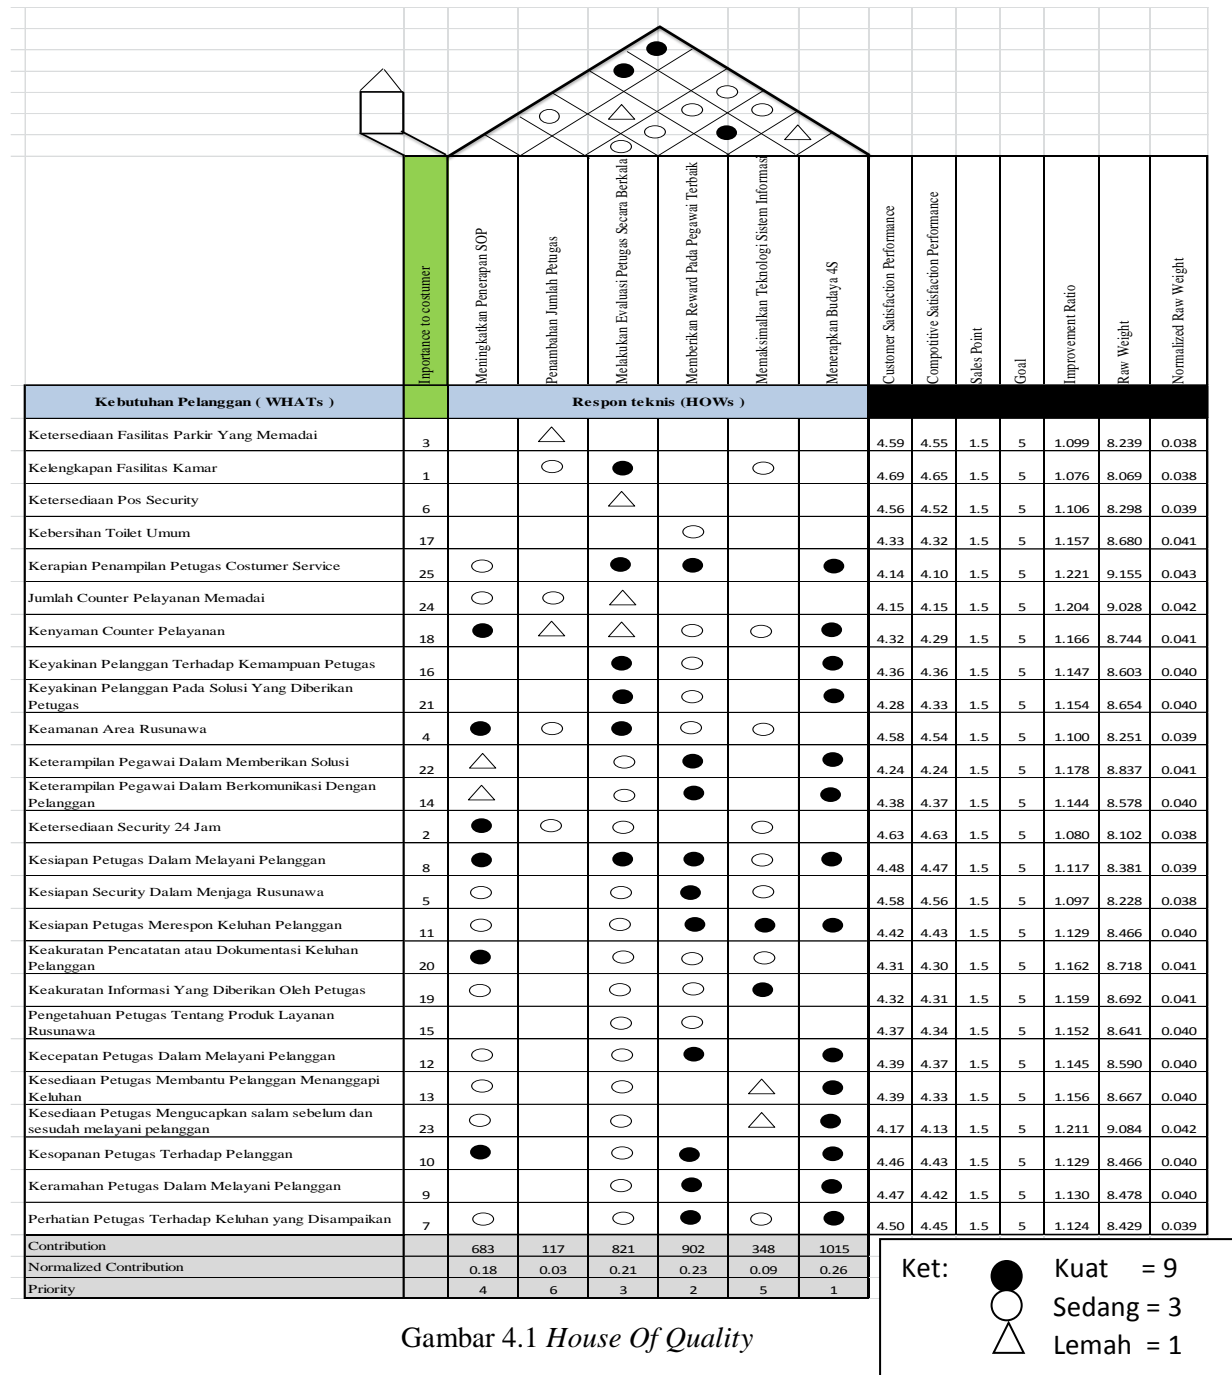 Inportance to costumer
Meningkatkan Penerapan SOP
Penambahan Jumlah Petugas
Melakukan Evaluasi Petugas Secara Berkala
Memberikan Reward Pada Pegawai Terbaik
Memaksimalkan Teknologi Sistem Informasi
Menerapkan Budaya 4S
Customer Satisfaction Performance
Compotitive Satisfaction Performance
Sales Point
Goal
Improvement Ratio
Raw Weight
Normalized Raw Weight
Kebutuhan Pelanggan ( WHATs ) Respon teknis (HOWs )
Ketersediaan Fasilitas Parkir Yang Memadai 3 4.59 4.55 1.5 5 1.099 8.239 0.038
Kelengkapan Fasilitas Kamar 1 4.69 4.65 1.5 5 1.076 8.069 0.038
Ketersediaan Pos Security 6 4.56 4.52 1.5 5 1.106 8.298 0.039
Kebersihan Toilet Umum 17 4.33 4.32 1.5 5 1.157 8.680 0.041
Kerapian Penampilan Petugas Costumer Service 25 4.14 4.10 1.5 5 1.221 9.155 0.043
Jumlah Counter Pelayanan Memadai 24 4.15 4.15 1.5 5 1.204 9.028 0.042
Kenyaman Counter Pelayanan 18 4.32 4.29 1.5 5 1.166 8.744 0.041
Keyakinan Pelanggan Terhadap Kemampuan Petugas 16 4.36 4.36 1.5 5 1.147 8.603 0.040
Keyakinan Pelanggan Pada Solusi Yang Diberikan
Petugas 21 4.28 4.33 1.5 5 1.154 8.654 0.040
Keamanan Area Rusunawa 4 4.58 4.54 1.5 5 1.100 8.251 0.039
Keterampilan Pegawai Dalam Memberikan Solusi 22 4.24 4.24 1.5 5 1.178 8.837 0.041
Keterampilan Pegawai Dalam Berkomunikasi Dengan
Pelanggan 14 4.38 4.37 1.5 5 1.144 8.578 0.040
Ketersediaan Security 24 Jam 2 4.63 4.63 1.5 5 1.080 8.102 0.038
Kesiapan Petugas Dalam Melayani Pelanggan 8 4.48 4.47 1.5 5 1.117 8.381 0.039
Kesiapan Security Dalam Menjaga Rusunawa 5 4.58 4.56 1.5 5 1.097 8.228 0.038
Kesiapan Petugas Merespon Keluhan Pelanggan 11 4.42 4.43 1.5 5 1.129 8.466 0.040
Keakuratan Pencatatan atau Dokumentasi Keluhan
Pelanggan 20 4.31 4.30 1.5 5 1.162 8.718 0.041
Keakuratan Informasi Yang Diberikan Oleh Petugas 19 4.32 4.31 1.5 5 1.159 8.692 0.041
Pengetahuan Petugas Tentang Produk Layanan
Rusunawa 15 4.37 4.34 1.5 5 1.152 8.641 0.040
Kecepatan Petugas Dalam Melayani Pelanggan 12 4.39 4.37 1.5 5 1.145 8.590 0.040
Kesediaan Petugas Membantu Pelanggan Menanggapi
Keluhan 13 4.39 4.33 1.5 5 1.156 8.667 0.040
Kesediaan Petugas Mengucapkan salam sebelum dan
sesudah melayani pelanggan 23 4.17 4.13 1.5 5 1.211 9.084 0.042
Kesopanan Petugas Terhadap Pelanggan 10 4.46 4.43 1.5 5 1.129 8.466 0.040
Keramahan Petugas Dalam Melayani Pelanggan 9 4.47 4.42 1.5 5 1.130 8.478 0.040
Perhatian Petugas Terhadap Keluhan yang Disampaikan 7 4.50 4.45 1.5 5 1.124 8.429 0.039
Contribution 683 117 821 902 348 1015
Normalized Contribution 0.18 0.03 0.21 0.23 0.09 0.26
Priority 4 6 3 2 5 1
Ket: Kuat = 9
Sedang = 3
Lemah = 1
Gambar 4.1 House Of Quality